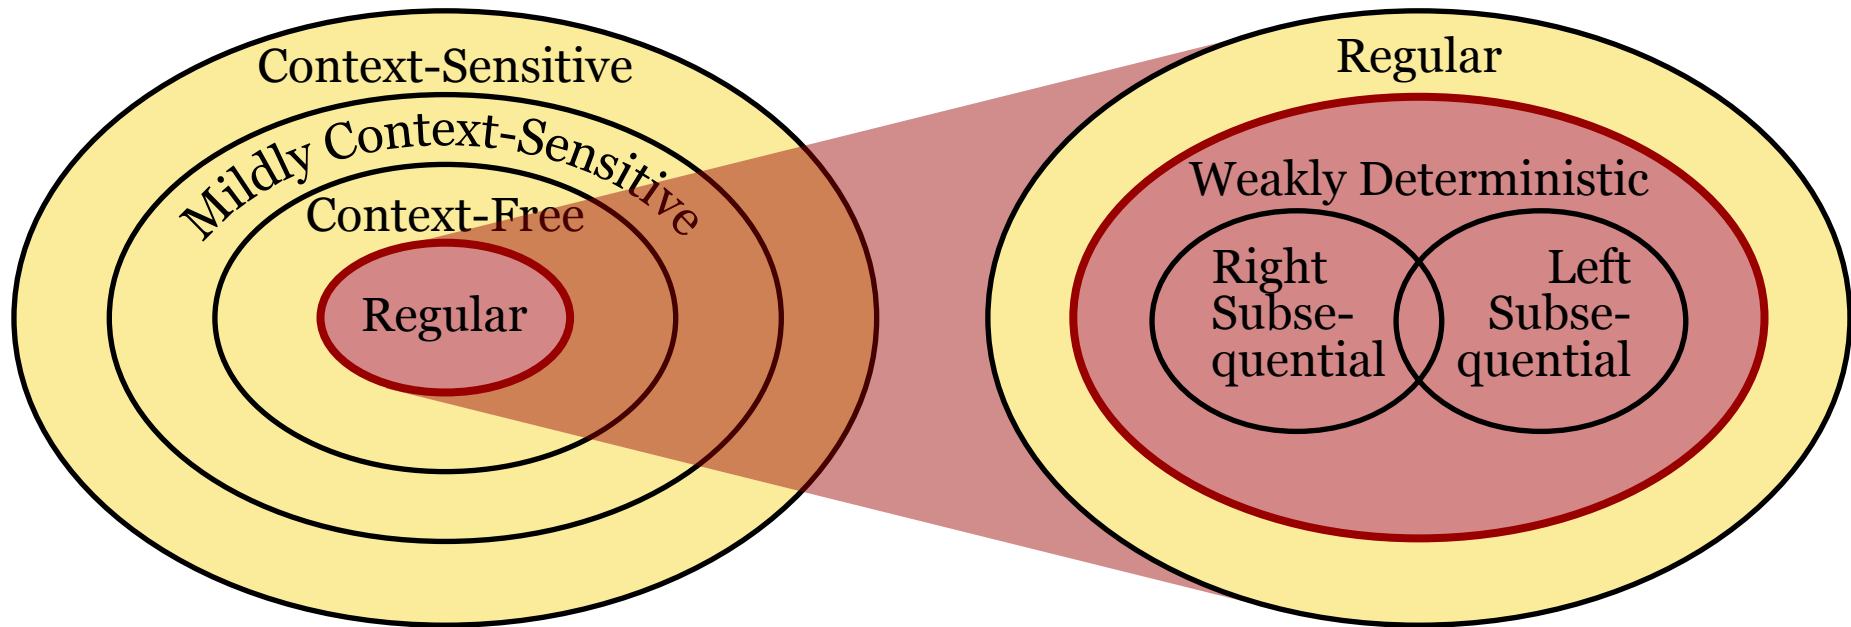 Context-Sensitive
Mildly Context-Sensitive
Context-Free
Regular
Regular
Weakly Deterministic
Right
Subse-
quential
Left
Subse-
quential